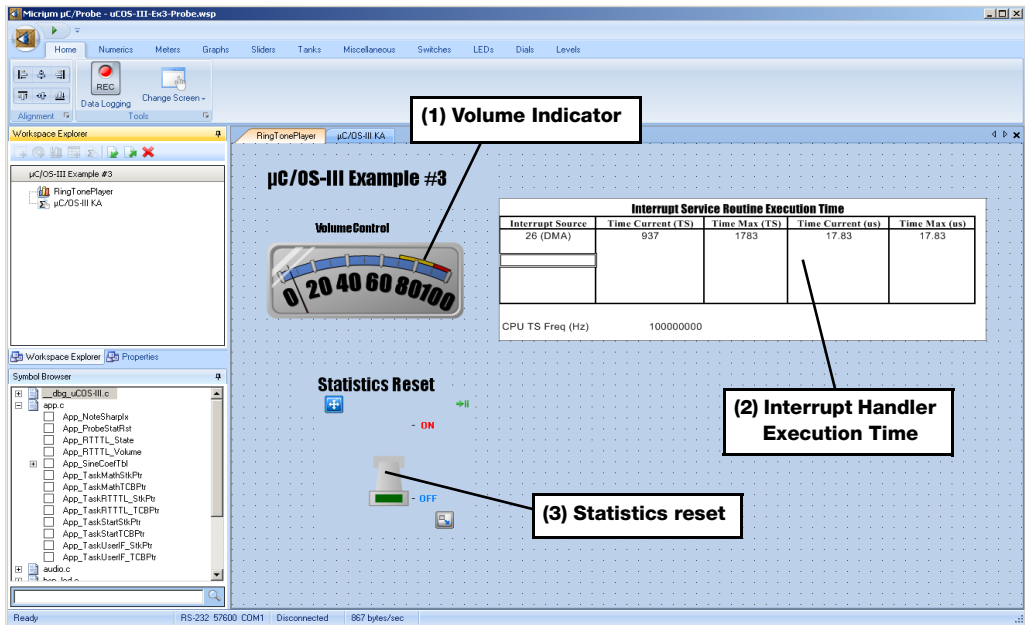 Micrium µC/Probe - uCOS-III-Ex3-Probe.wsp
Home Numerics Meters Graphs Sliders Tanks Miscellaneous Switches LEDs Dials Levels
REC
Data Logging
Change Screen
Alignment
Tools
Workspace Explorer
µC/OS-III Example #3
RingTonePlayer
µC/OS-III KA
Workspace Explorer
Properties
Symbol Browser
__dbg_uCOS-III.c
app.c
App_NoteSharpIx
App_ProbeStatRst
App_RTTTL_State
App_RTTTL_Volume
App_SineCoefTbl
App_TaskMathStkPtr
App_TaskMathTCBPtr
App_TaskRTTTL_StkPtr
App_TaskRTTTL_TCBPtr
App_TaskStartStkPtr
App_TaskStartTCBPtr
App_TaskUserIF_StkPtr
App_TaskUserIF_TCBPtr
audio.c
bsp_led.c
RingTonePlayer
µC/OS-III KA
(1) Volume Indicator
µC/OS-III Example #3
VolumeControl
0 20 40 60 80 100
Interrupt Service Routine Execution Time
Interrupt Source Time Current (TS) Time Max (TS) Time Current (us) Time Max (us)
26 (DMA) 937 1783 17.83 17.83
CPU TS Freq (Hz) 100000000
(2) Interrupt Handler
Execution Time
Statistics Reset
- ON
- OFF
(3) Statistics reset
Ready
RS-232 57600 COM1
Disconnected
867 bytes/sec